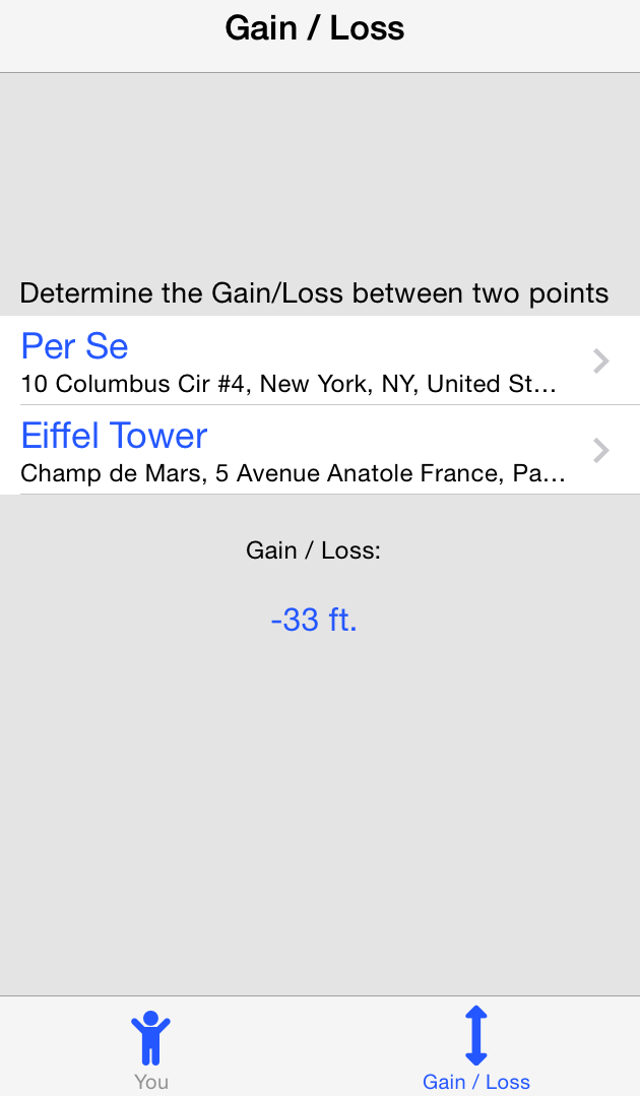 Gain / Loss
Determine the Gain/Loss between two points
Per Se
10 Columbus Cir #4, New York, NY, United St...
Eiffel Tower
Champ de Mars, 5 Avenue Anatole France, Pa...
Gain / Loss:
-33 ft.
You
Gain / Loss